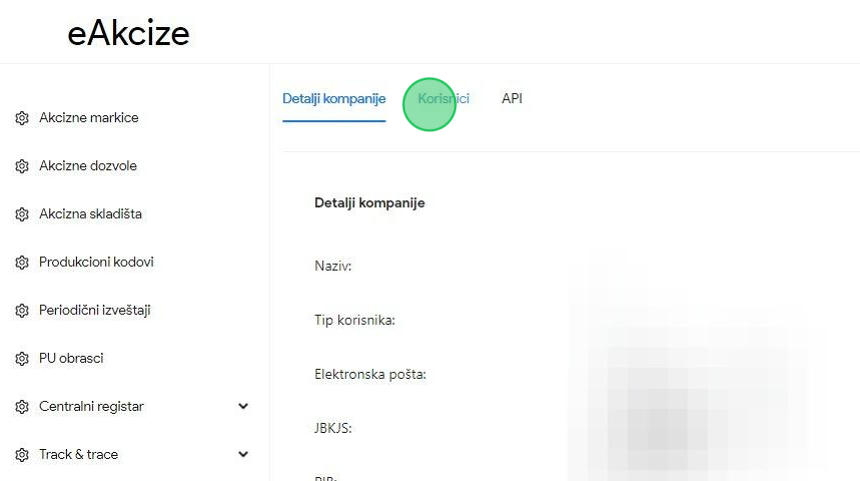 eAkcize
Detalji kompanije Korisnici API
Akcizne markice
Akcizne dozvole
Akcizna skladišta
Produkcioni kodovi
Periodični izveštaji
PU obrasci
Centralni registar
Track & trace
Detalji kompanije
Naziv:
Tip korisnika:
Elektronska pošta:
JBKJS: